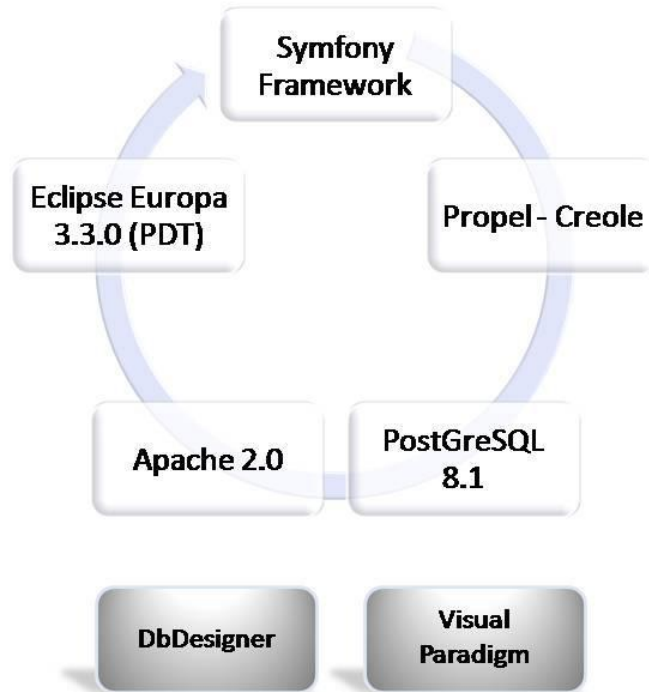 Symfony
Framework
Eclipse Europa
3.3.0 (PDT)
Propel - Creole
Apache 2.0
PostGreSQL
8.1
DbDesigner
Visual
Paradigm